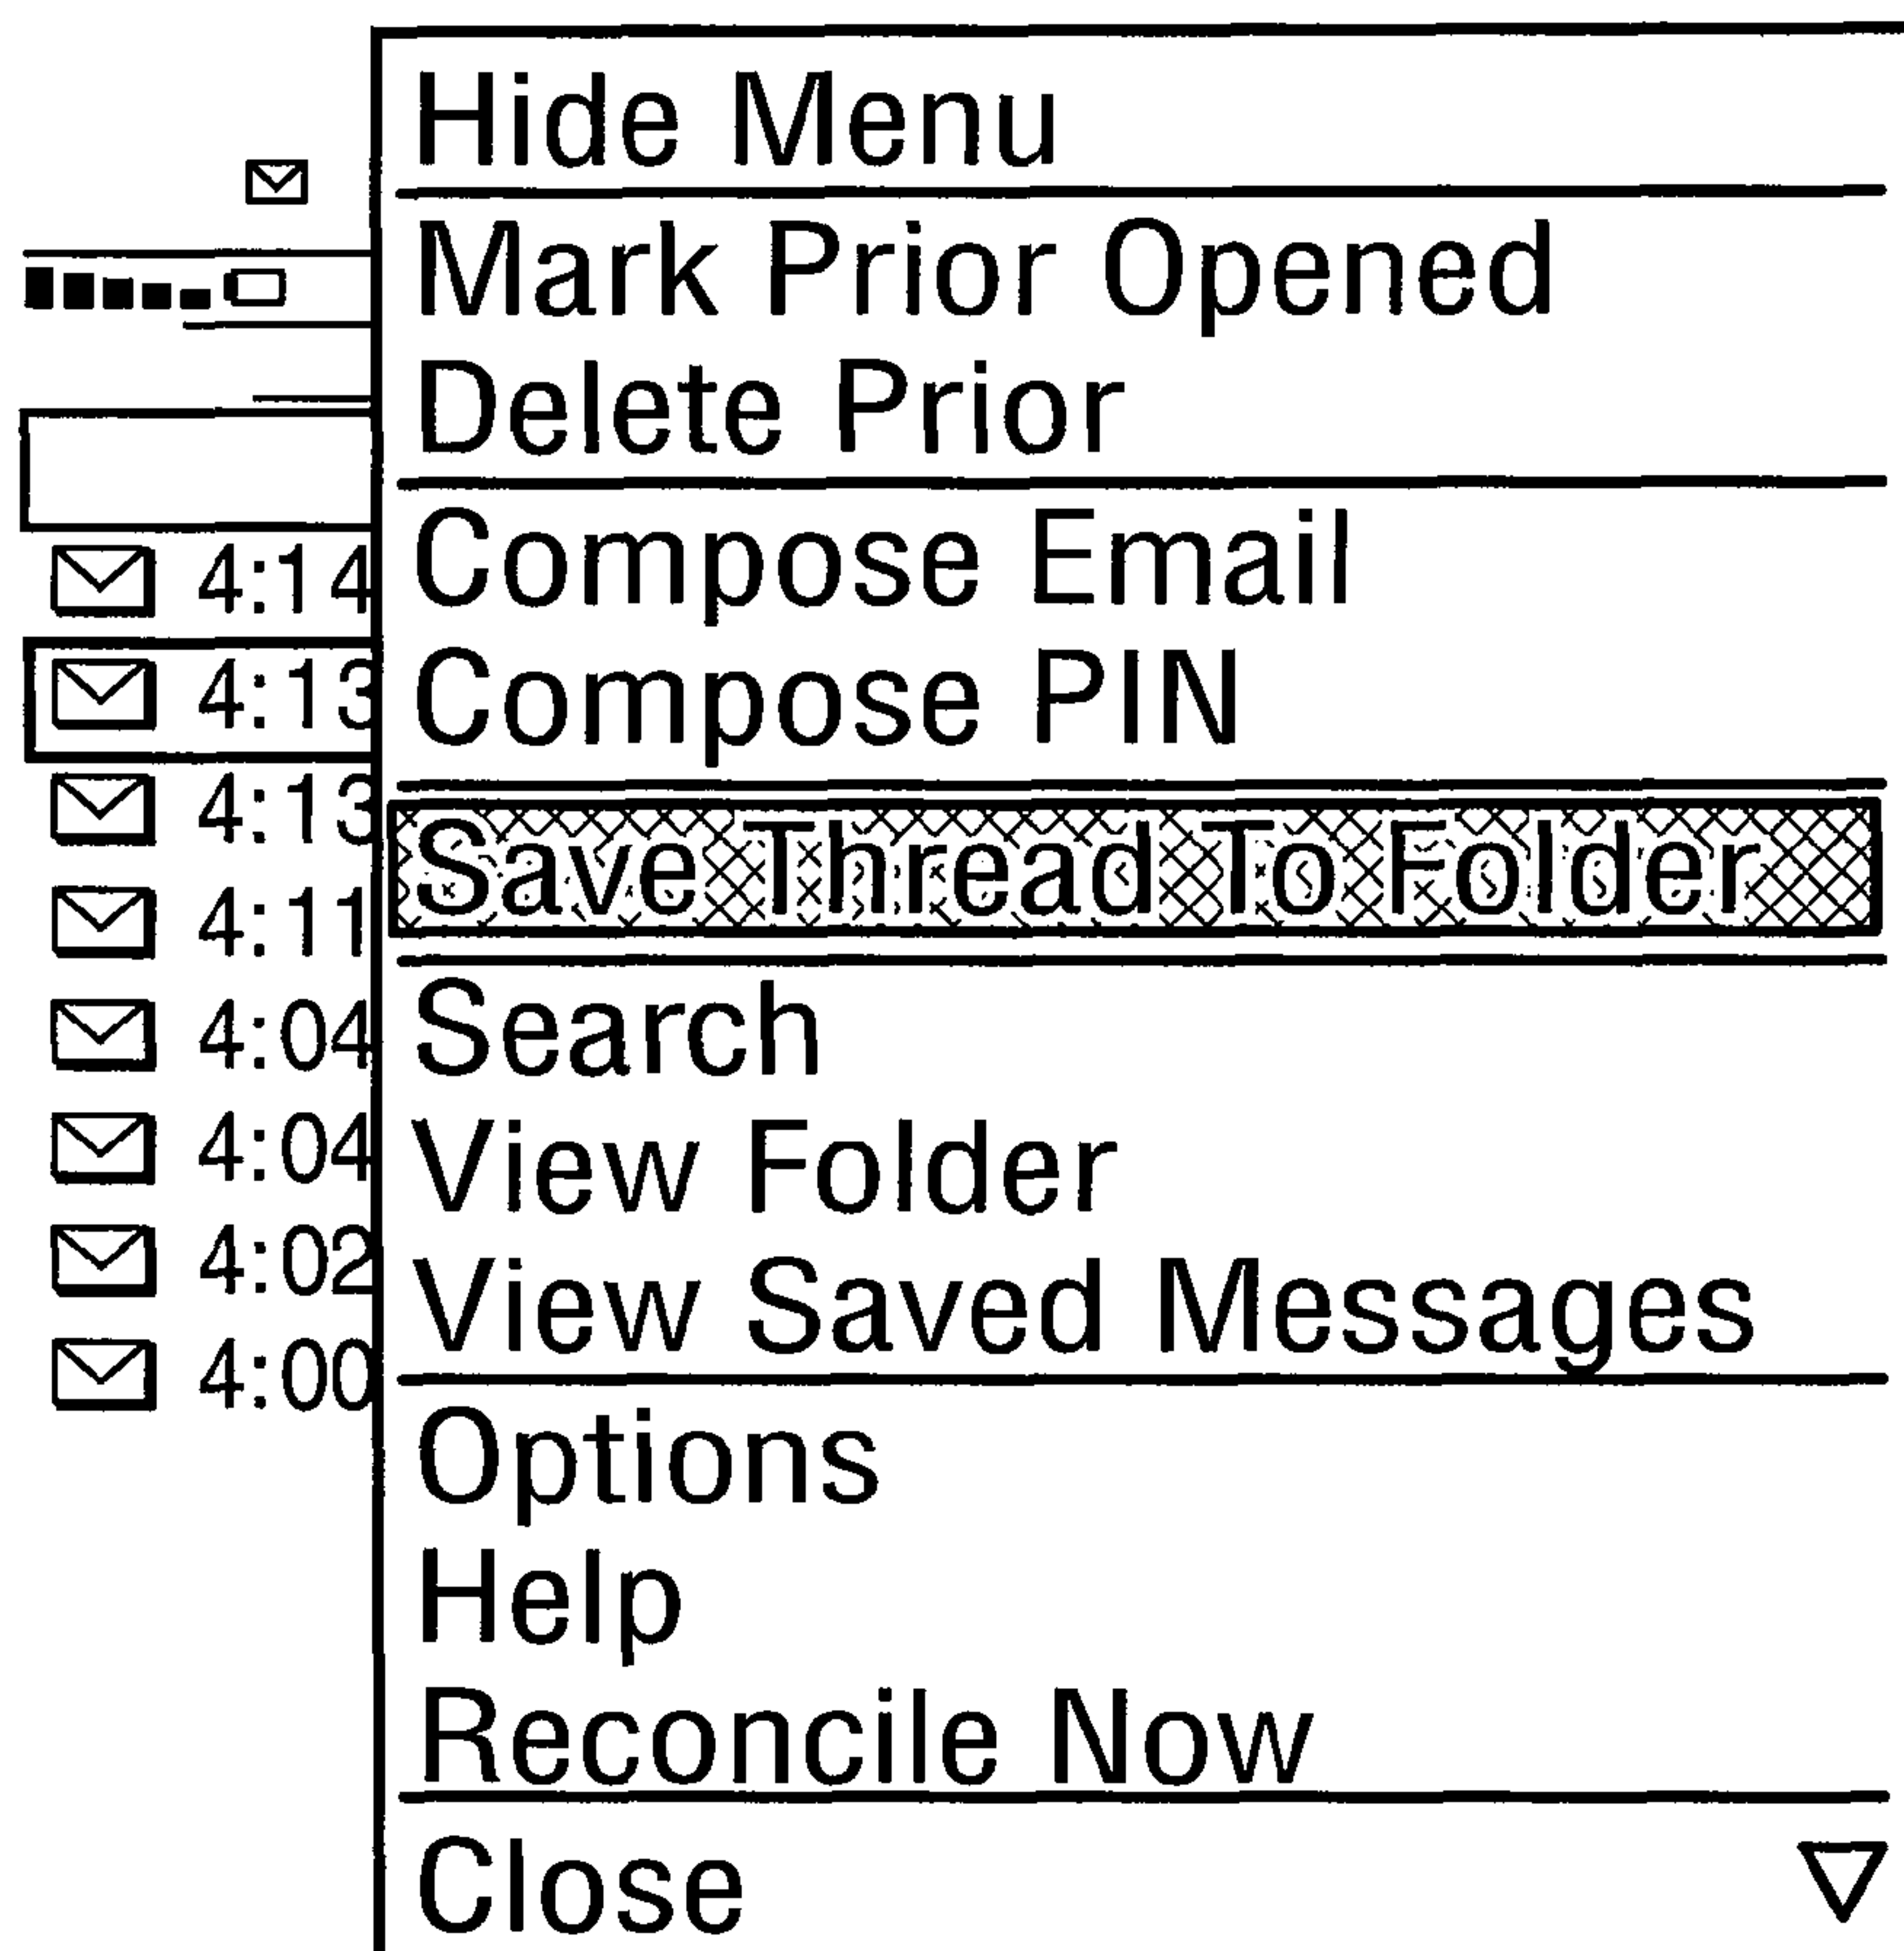 Hide Menu
Mark Prior Opened
Delete Prior
4:14 Compose Email
4:13 Compose PIN
4:13
Save Thread To Folder
4:11
4:04 Search
4:04 View Folder
4:02 View Saved Messages
4:00
Options
Help
Reconcile Now
Close